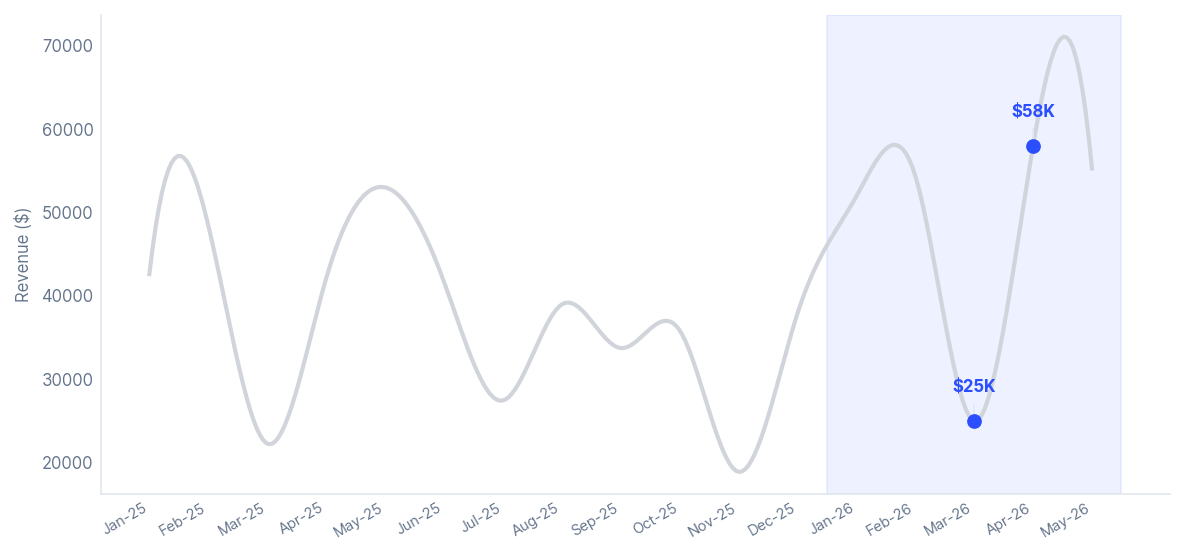 70000
60000
50000
40000
30000
20000
Revenue ($)
$58K
$25K
Jan-25
Feb-25
Mar-25
Apr-25
May-25
Jun-25
Jul-25
Aug-25
Sep-25
Oct-25
Nov-25
Dec-25
Jan-26
Feb-26
Mar-26
Apr-26
May-26